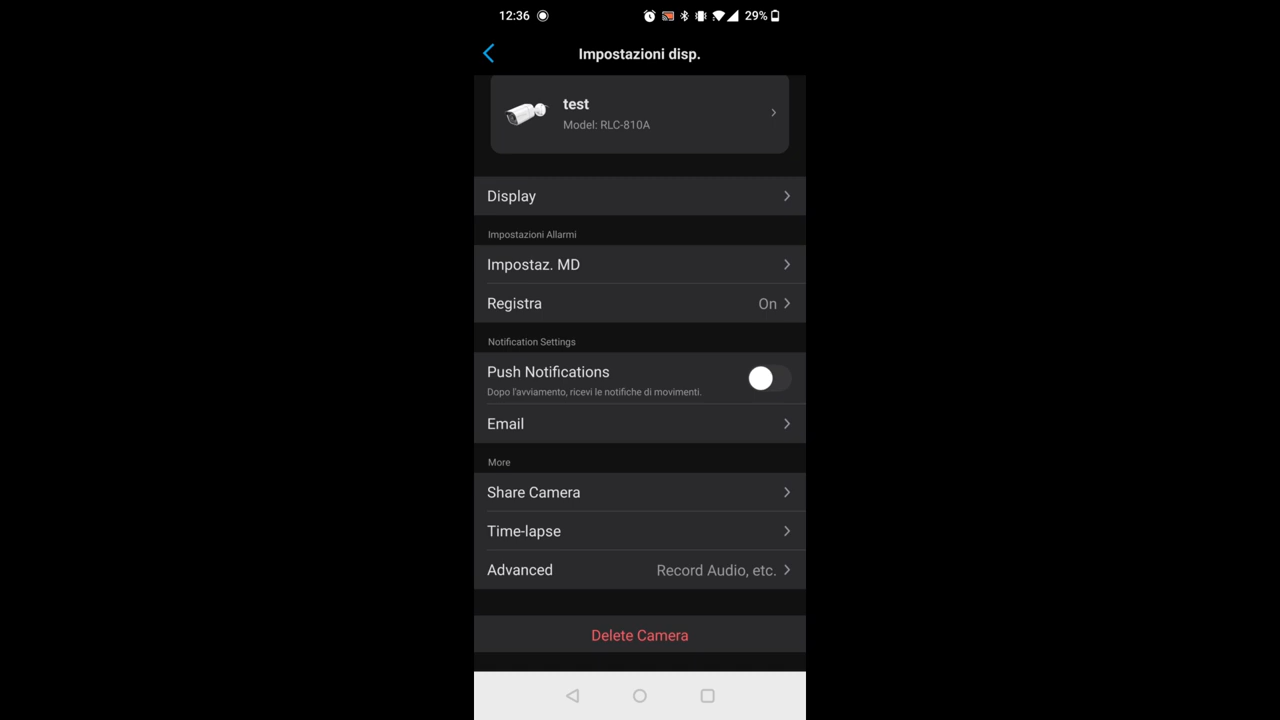 12:36 29%
Impostazioni disp.
test
Model: RLC-810A
Display
Impostazioni Allarmi
Impostaz. MD
Registra On
Notification Settings
Push Notifications
Dopo l'avviamento, ricevi le notifiche di movimenti.
Email
More
Share Camera
Time-lapse
Advanced Record Audio, etc.
Delete Camera